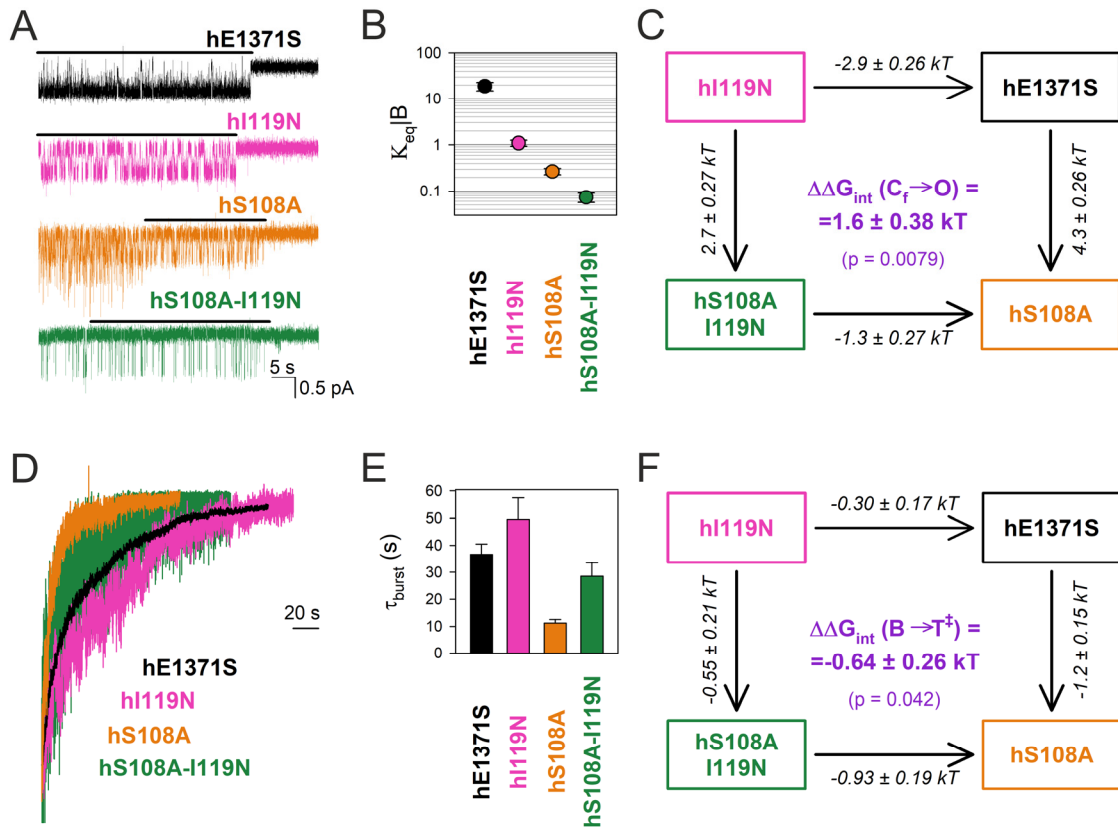 A
hE1371S
hI119N
hS108A
hS108A-I119N
5 s
0.5 pA
B
Keq|B
100
10
1
0.1
hE1371S
hI119N
hS108A
hS108A-I119N
C
hI119N
-2.9 ± 0.26 kT
hE1371S
2.7 ± 0.27 kT
ΔΔGint (Cf→O) =
=1.6 ± 0.38 kT
(p = 0.0079)
4.3 ± 0.26 kT
hS108A
I119N
-1.3 ± 0.27 kT
hS108A
D
20 s
hE1371S
hI119N
hS108A
hS108A-I119N
E
τburst (s)
60
50
40
30
20
10
0
hE1371S
hI119N
hS108A
hS108A-I119N
F
hI119N
-0.30 ± 0.17 kT
hE1371S
-0.55 ± 0.21 kT
ΔΔGint (B →T‡) =
=-0.64 ± 0.26 kT
(p = 0.042)
-1.2 ± 0.15 kT
hS108A
I119N
-0.93 ± 0.19 kT
hS108A